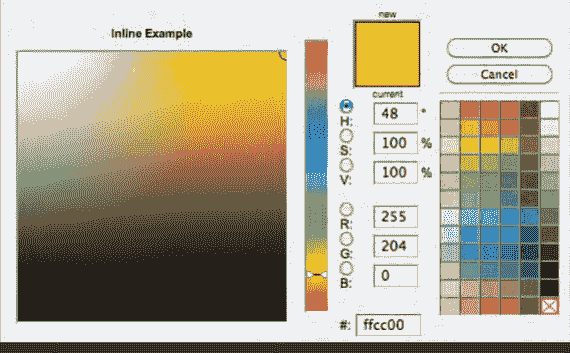 Inline Example
new
current
OK
Cancel
H: 48 °
S: 100 %
V: 100 %
R: 255
G: 204
B: 0
#: ffcc00